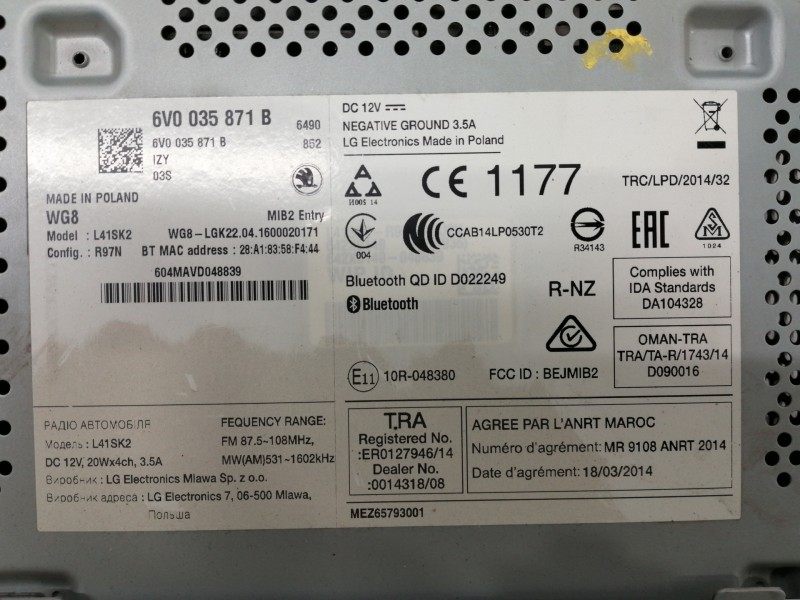 6V0 035 871 B
6490
6V0 035 871 B
852
IZY
03S
MADE IN POLAND
WG8
MIB2 Entry
Model : L41SK2
WG8-LGK22.04.1600020171
Config. : R97N
BT MAC address : 28:A1:83:58:F4:44
604MAVD048839
DC 12V
NEGATIVE GROUND 3.5A
LG Electronics Made in Poland
CE 1177
TRC/LPD/2014/32
004
CCAB14LP0530T2
R34143
EAC
1024
Bluetooth QD ID D022249
Bluetooth
R-NZ
Complies with
IDA Standards
DA104328
E11 10R-048380
FCC ID : BEJMIB2
OMAN-TRA
TRA/TA-R/1743/14
D090016
РАДІО АВТОМОБІЛЯ
Модель : L41SK2
DC 12V, 20Wx4ch, 3.5A
FEQUENCY RANGE:
FM 87.5~108MHz,
MW(AM)531~1602kHz
Виробник : LG Electronics Mlawa Sp. z o.o.
Виробник адреса : LG Electronics 7, 06-500 Mlawa,
Польша
TRA
Registered No.
:ER0127946/14
Dealer No.
:0014318/08
AGREE PAR L'ANRT MAROC
Numéro d'agrément: MR 9108 ANRT 2014
Date d'agrément: 18/03/2014
MEZ65793001